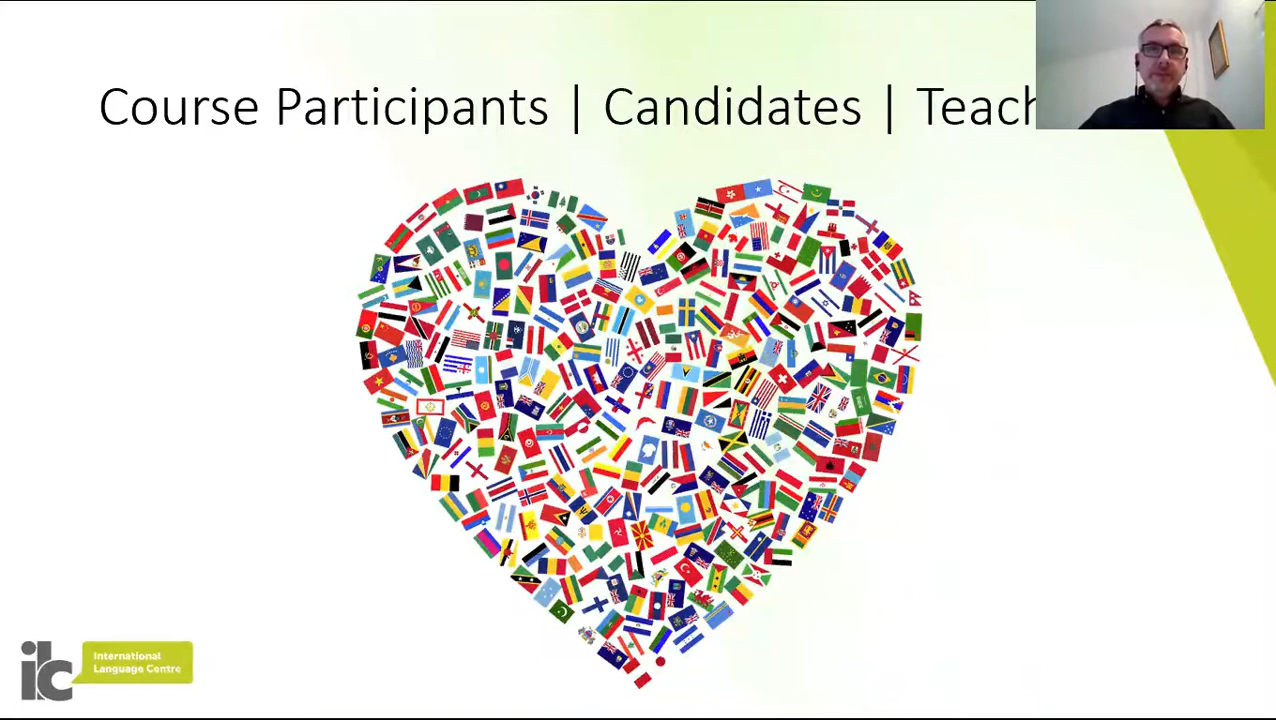 Course Participants | Candidates | Teach
ilc
International
Language Centre